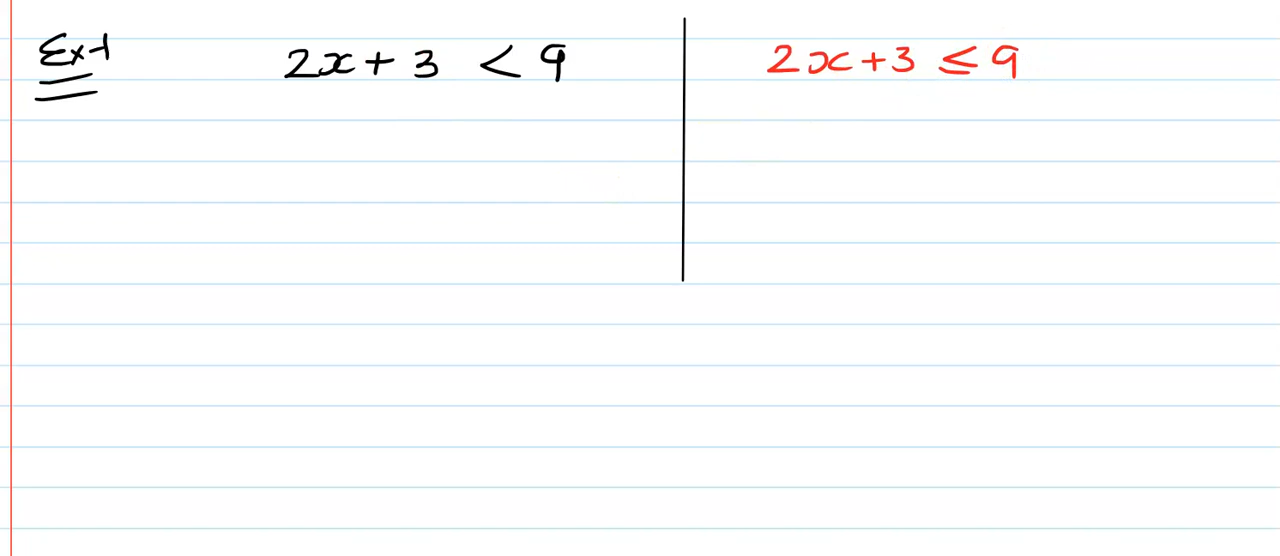 Ex-1
2x + 3 < 9
2x + 3 ≤ 9